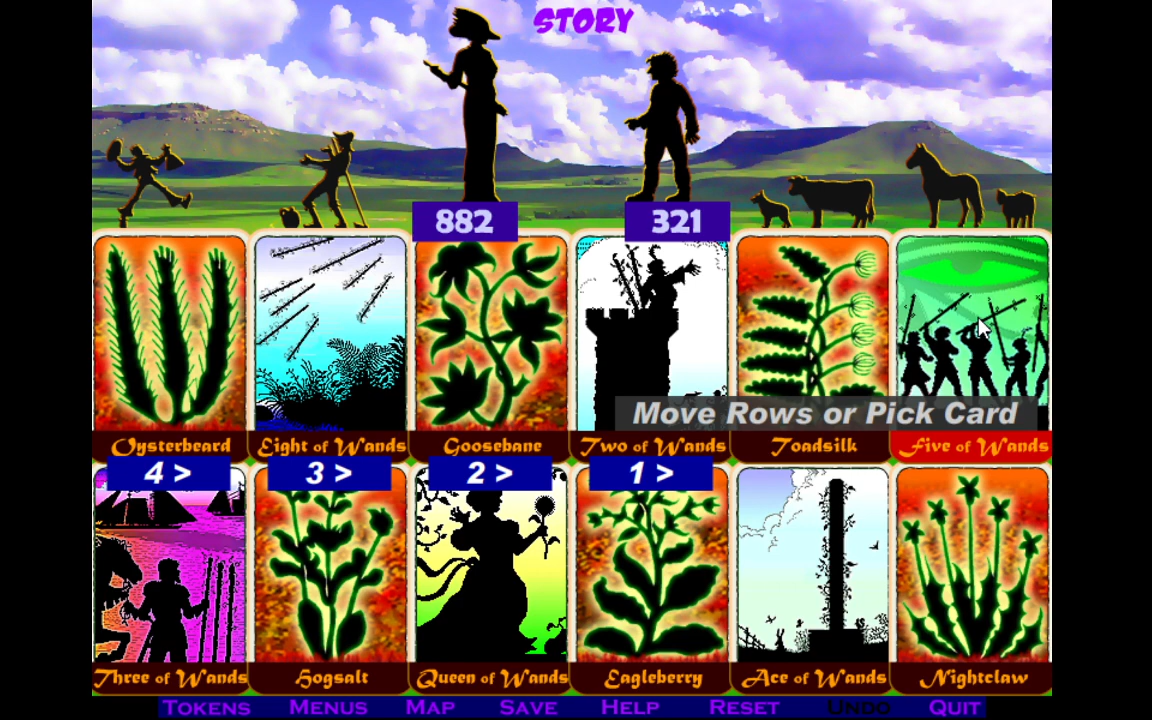 STORY
882 321
Move Rows or Pick Card
Oysterbeard Eight of Wands Goosebane Two of Wands Toadsilk Five of Wands
4 > 3 > 2 > 1 >
Three of Wands Hogsalt Queen of Wands Eagleberry Ace of Wands Nightclaw
Tokens Menus Map Save Help Reset Undo Quit